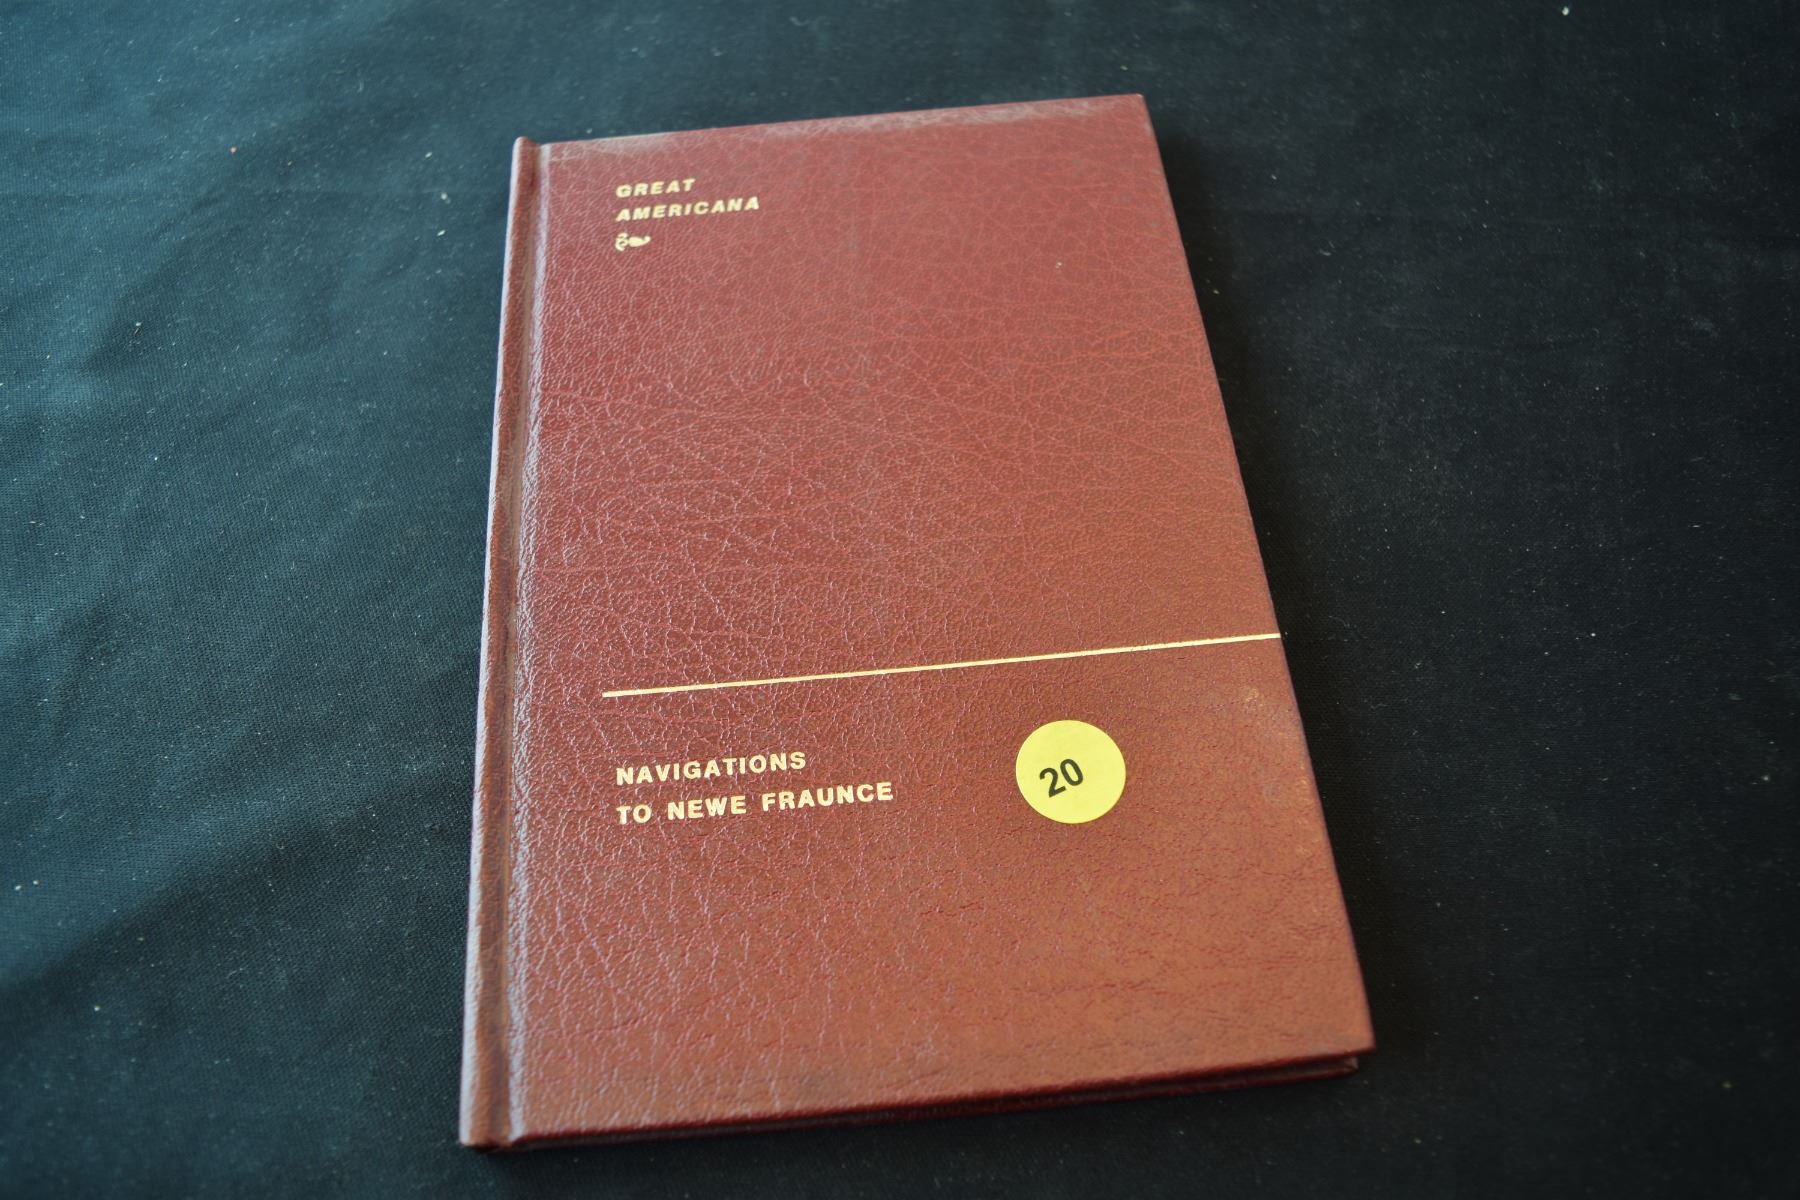 GREAT
AMERICANA
NAVIGATIONS
TO NEWE FRAUNCE
20